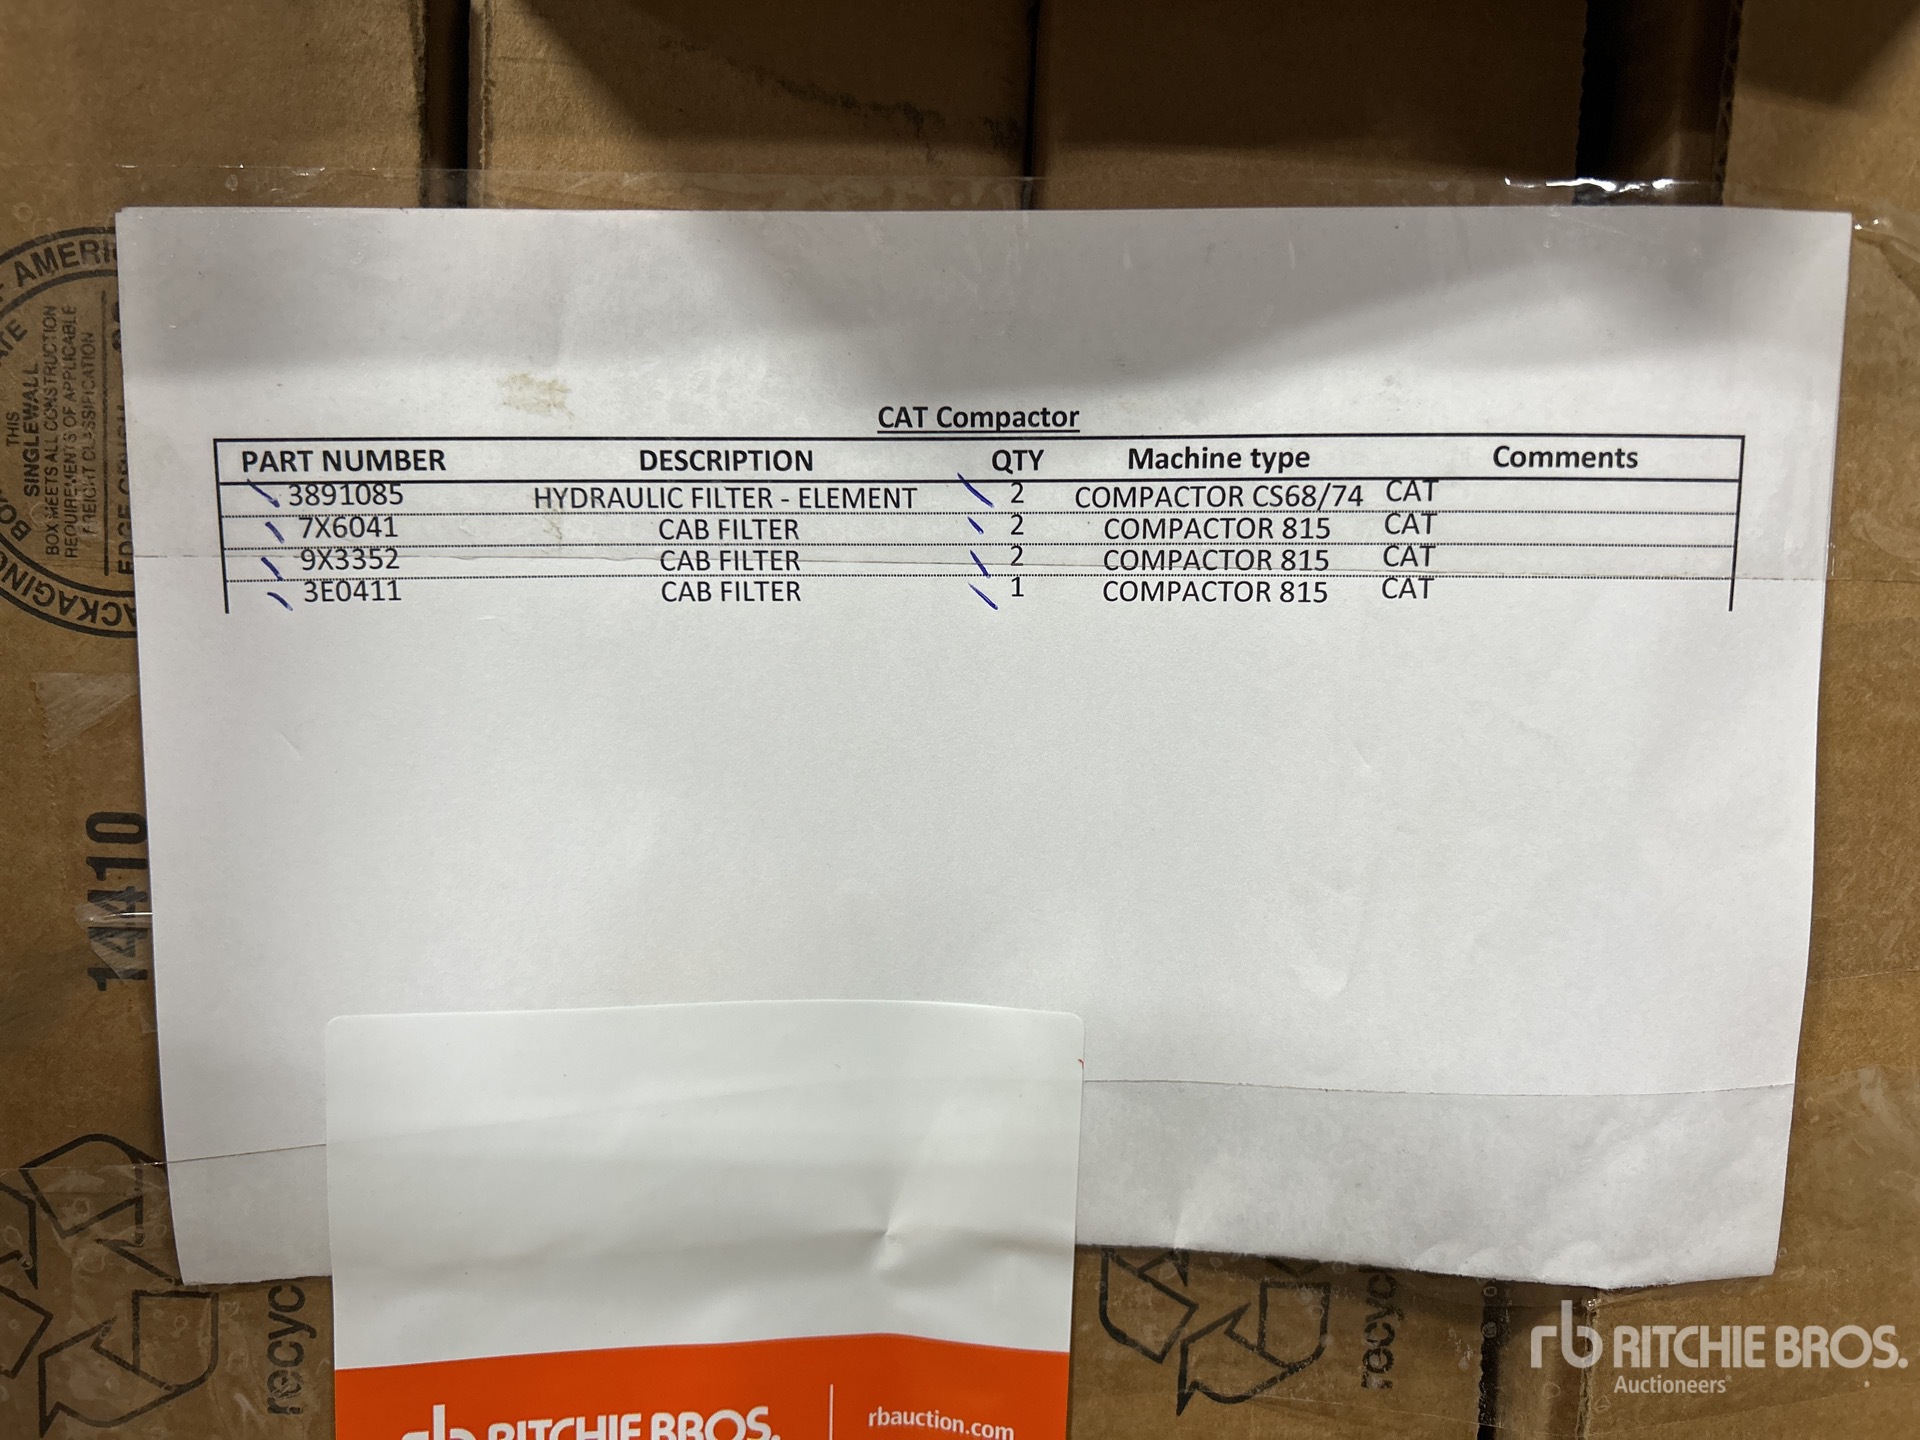 CAT Compactor
PART NUMBER DESCRIPTION QTY Machine type Comments
3891085 HYDRAULIC FILTER - ELEMENT 2 COMPACTOR CS68/74 CAT
7X6041 CAB FILTER 2 COMPACTOR 815 CAT
9X3352 CAB FILTER 2 COMPACTOR 815 CAT
3E0411 CAB FILTER 1 COMPACTOR 815 CAT
THIS
SINGLEWALL
BOX MEETS ALL CONSTRUCTION
REQUIREMENTS OF APPLICABLE
FREIGHT CLASSIFICATION
14410
recyc
recyc
rb RITCHIE BROS.
rbauction.com
rb RITCHIE BROS.
Auctioneers